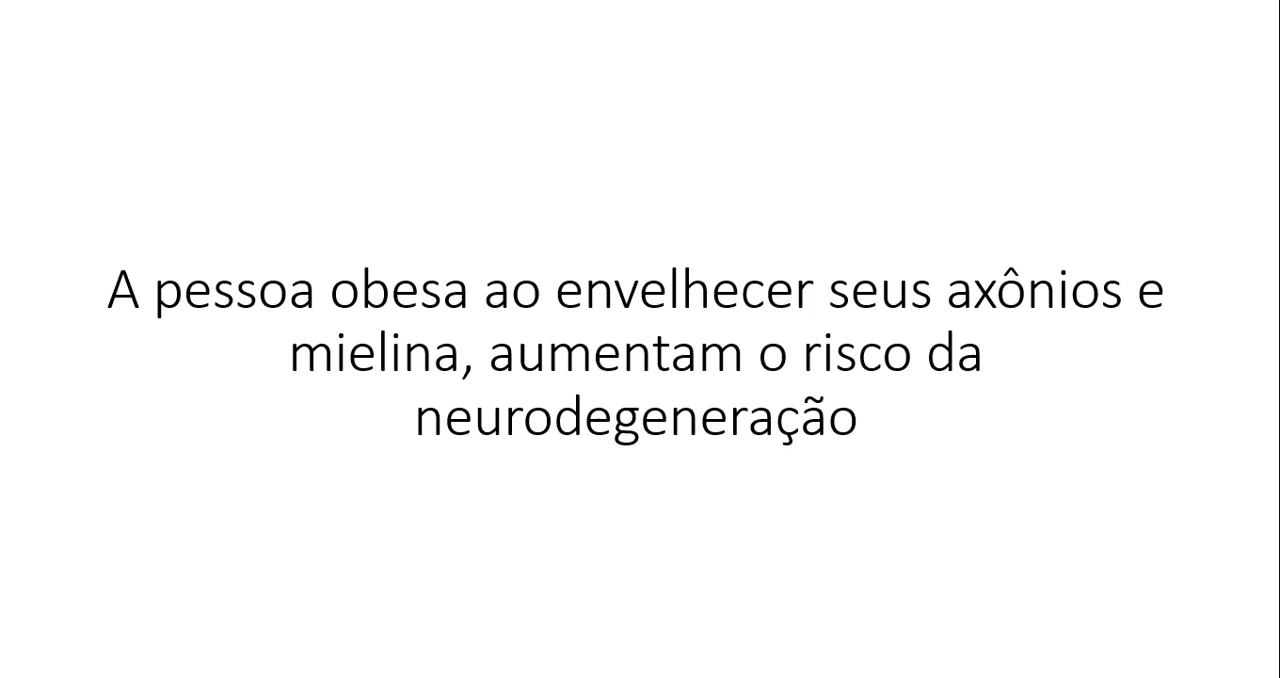 A pessoa obesa ao envelhecer seus axônios e
mielina, aumentam o risco da
neurodegeneração